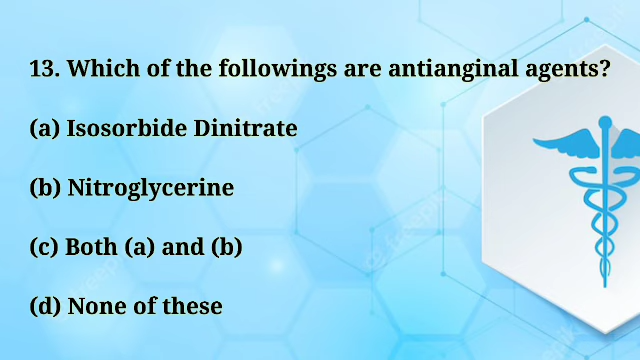 13. Which of the followings are antianginal agents?
(a) Isosorbide Dinitrate
(b) Nitroglycerine
(c) Both (a) and (b)
(d) None of these